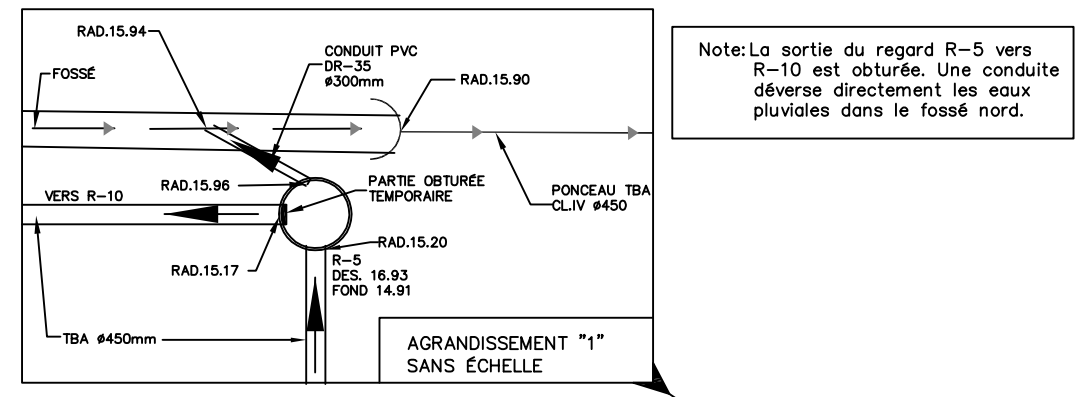 RAD.15.94
FOSSÉ
CONDUIT PVC
DR-35
ø300mm
RAD.15.90
RAD.15.96
VERS R-10
PARTIE OBTURÉE
TEMPORAIRE
PONCEAU TBA
CL.IV ø450
RAD.15.20
RAD.15.17
R-5
DES. 16.93
FOND 14.91
TBA ø450mm
AGRANDISSEMENT "1"
SANS ÉCHELLE
Note: La sortie du regard R-5 vers
R-10 est obturée. Une conduite
déverse directement les eaux
pluviales dans le fossé nord.